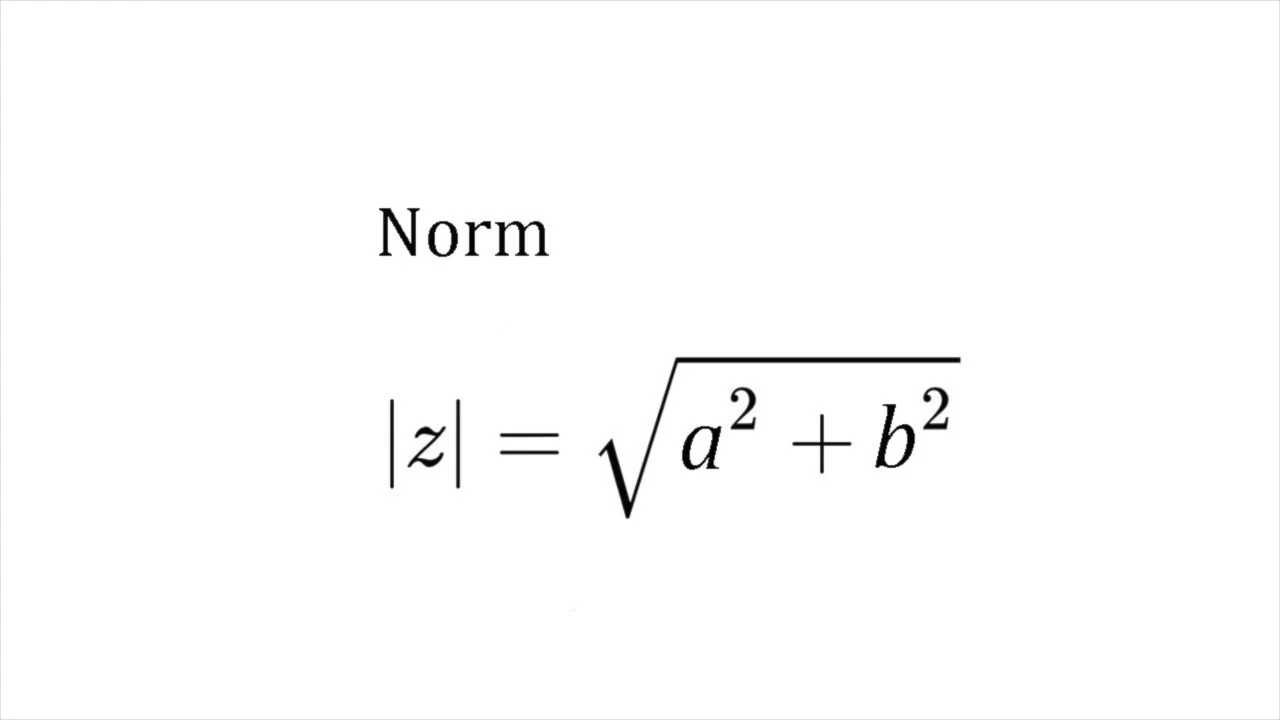 Norm
|z| = √(a² + b²)